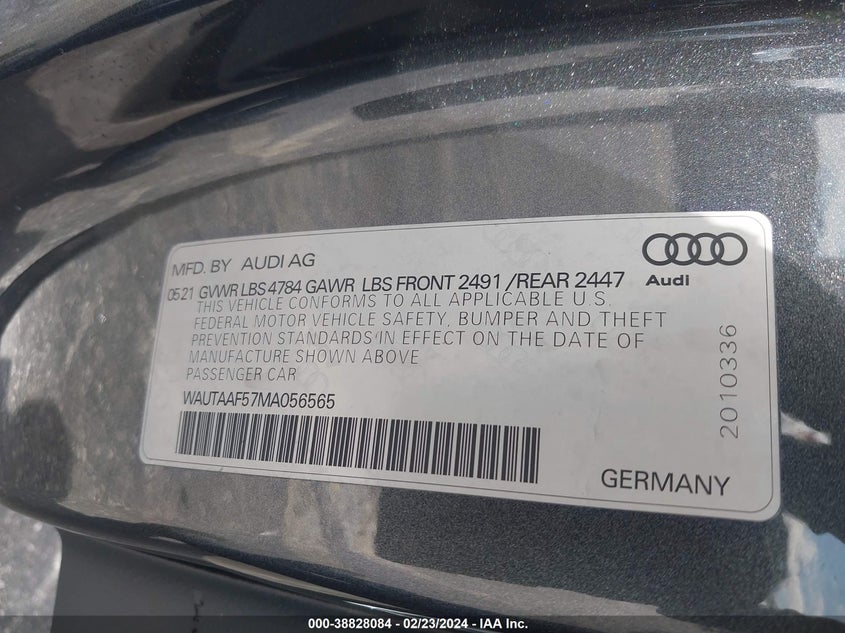 MFD. BY AUDI AG
0521 GVWR LBS 4784 GAWR LBS FRONT 2491 /REAR 2447
THIS VEHICLE CONFORMS TO ALL APPLICABLE U.S.
FEDERAL MOTOR VEHICLE SAFETY, BUMPER AND THEFT
PREVENTION STANDARDS IN EFFECT ON THE DATE OF
MANUFACTURE SHOWN ABOVE
PASSENGER CAR
WAUTAAF57MA056565
Audi
2010336
GERMANY
000-38828084 - 02/23/2024 - IAA Inc.